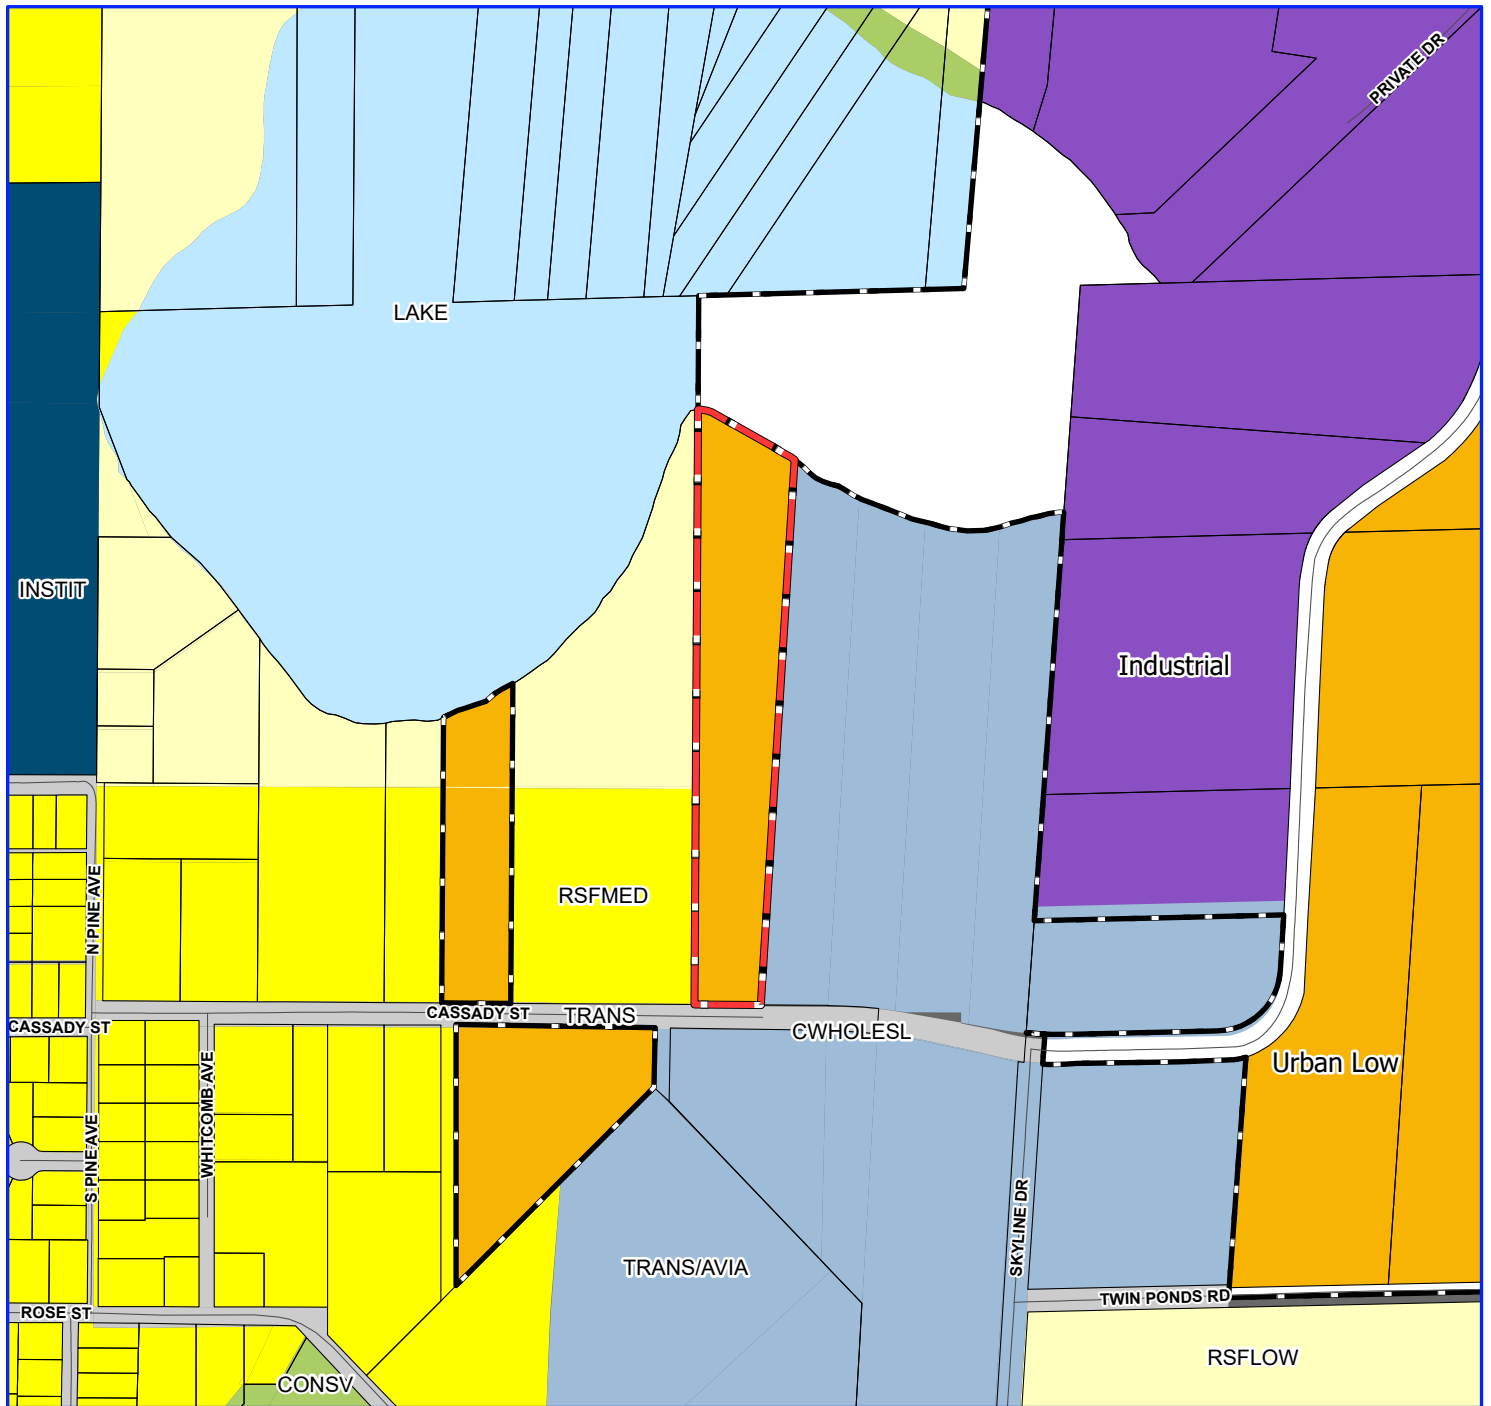 PRIVATE DR
LAKE
INSTIT
Industrial
RSFMED
N PINE AVE
CASSADY ST
TRANS
CASSADY ST
CWHOLESL
Urban Low
WHITCOMB AVE
S PINE AVE
SKYLINE DR
TRANS/AVIA
TWIN PONDS RD
ROSE ST
RSFLOW
CONSV